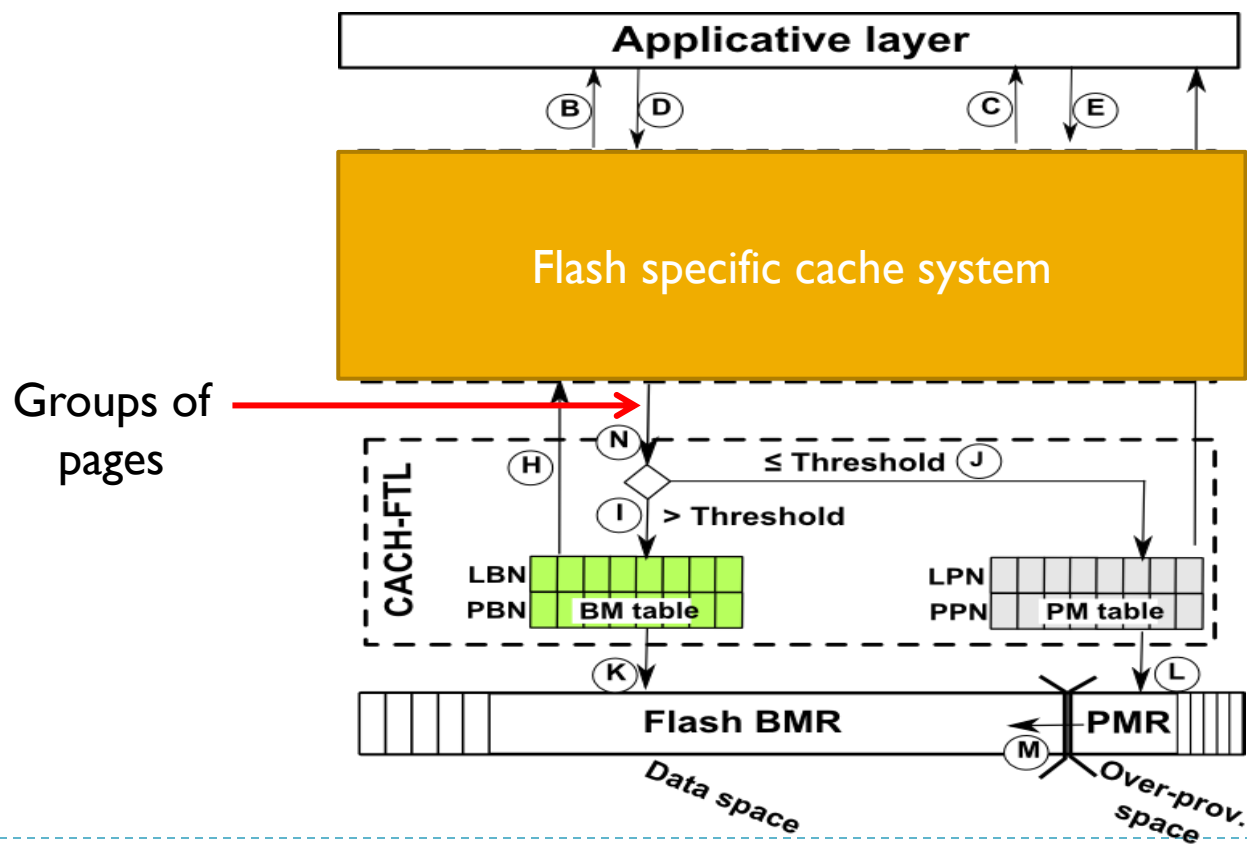 Applicative layer
B
D
C
E
Flash specific cache system
Groups of
pages
N
H
≤ Threshold J
I > Threshold
CACH-FTL
LBN
PBN BM table
LPN
PPN PM table
K
L
Flash BMR
PMR
M
Data space
Over-prov.
space